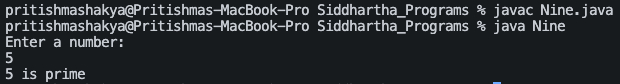 pritishmashakya@Pritishmas-MacBook-Pro Siddhartha_Programs % javac Nine.java
pritishmashakya@Pritishmas-MacBook-Pro Siddhartha_Programs % java Nine
Enter a number:
5
5 is prime